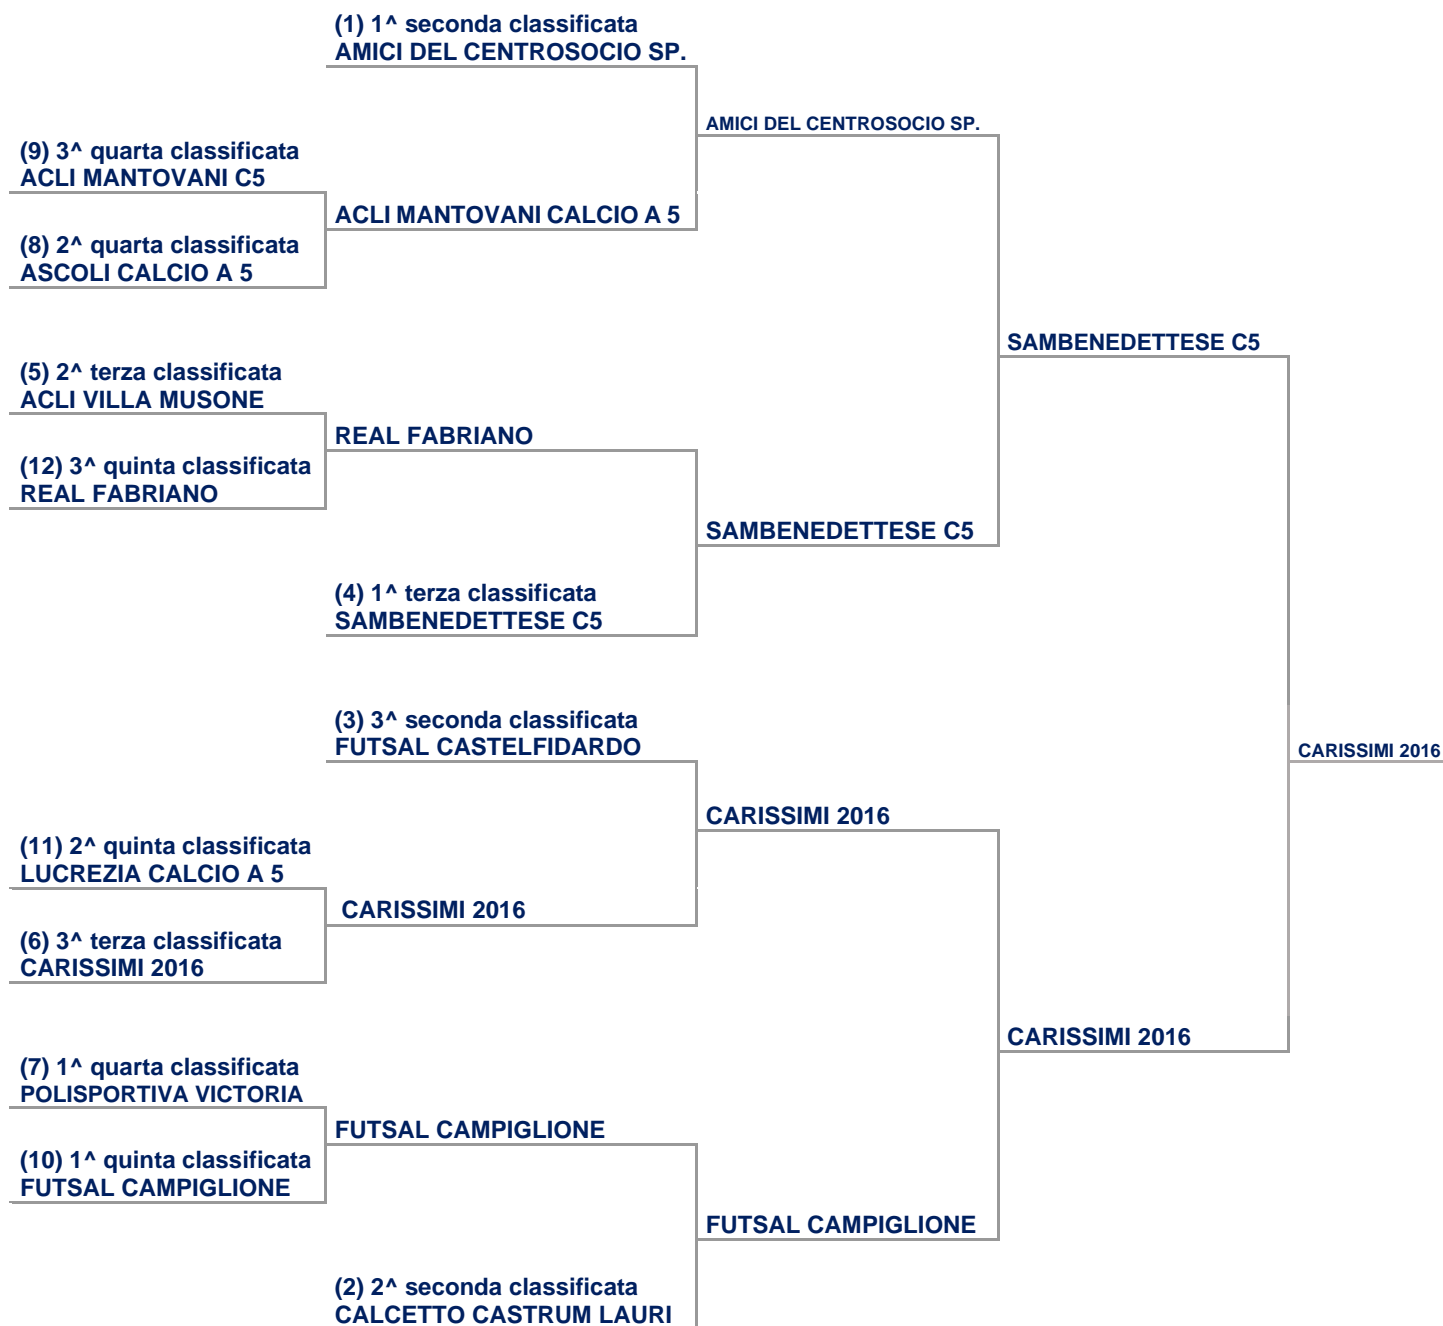 (1) 1^ seconda classificata
AMICI DEL CENTROSOCIO SP.
AMICI DEL CENTROSOCIO SP.
(9) 3^ quarta classificata
ACLI MANTOVANI C5
ACLI MANTOVANI CALCIO A 5
(8) 2^ quarta classificata
ASCOLI CALCIO A 5
SAMBENEDETTESE C5
(5) 2^ terza classificata
ACLI VILLA MUSONE
REAL FABRIANO
(12) 3^ quinta classificata
REAL FABRIANO
SAMBENEDETTESE C5
(4) 1^ terza classificata
SAMBENEDETTESE C5
(3) 3^ seconda classificata
FUTSAL CASTELFIDARDO
CARISSIMI 2016
CARISSIMI 2016
(11) 2^ quinta classificata
LUCREZIA CALCIO A 5
CARISSIMI 2016
(6) 3^ terza classificata
CARISSIMI 2016
CARISSIMI 2016
(7) 1^ quarta classificata
POLISPORTIVA VICTORIA
FUTSAL CAMPIGLIONE
(10) 1^ quinta classificata
FUTSAL CAMPIGLIONE
FUTSAL CAMPIGLIONE
(2) 2^ seconda classificata
CALCETTO CASTRUM LAURI